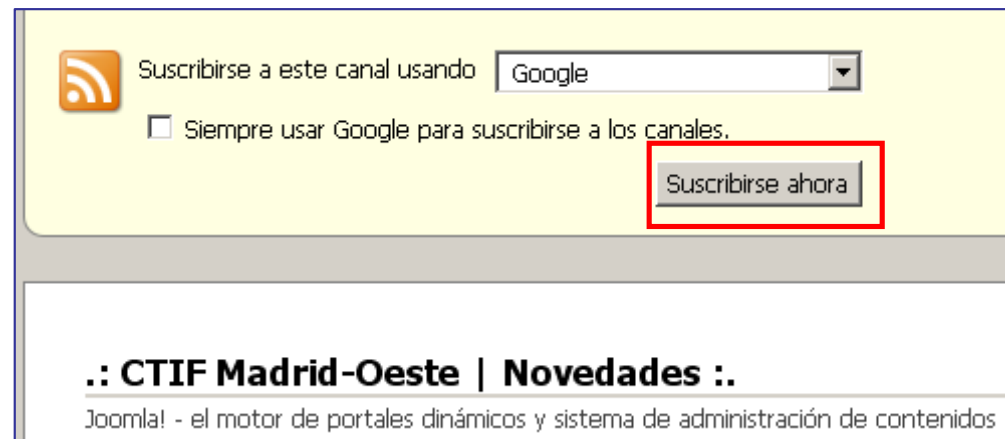 Suscribirse a este canal usando Google
Siempre usar Google para suscribirse a los canales.
Suscribirse ahora
.: CTIF Madrid-Oeste | Novedades :.
Joomla! - el motor de portales dinámicos y sistema de administración de contenidos